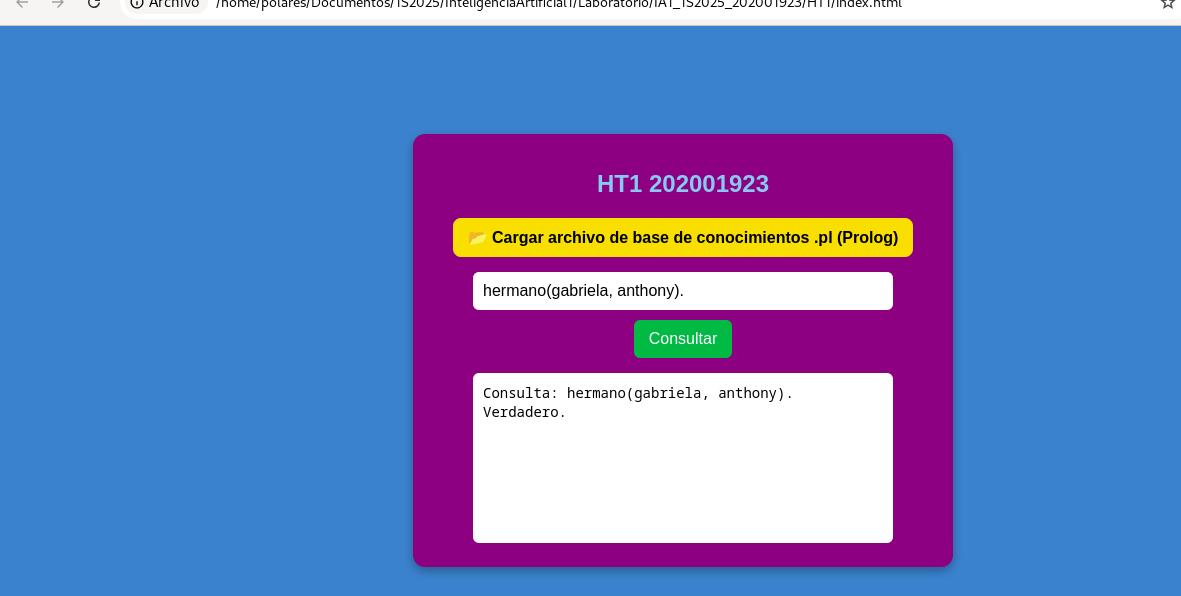 Archivo /home/polares/Documentos/1S2025/InteligenciaArtificial1/Laboratorio/IA1_1S2025_202001923/HT1/index.html
HT1 202001923
📂 Cargar archivo de base de conocimientos .pl (Prolog)
hermano(gabriela, anthony).
Consultar
Consulta: hermano(gabriela, anthony).
Verdadero.